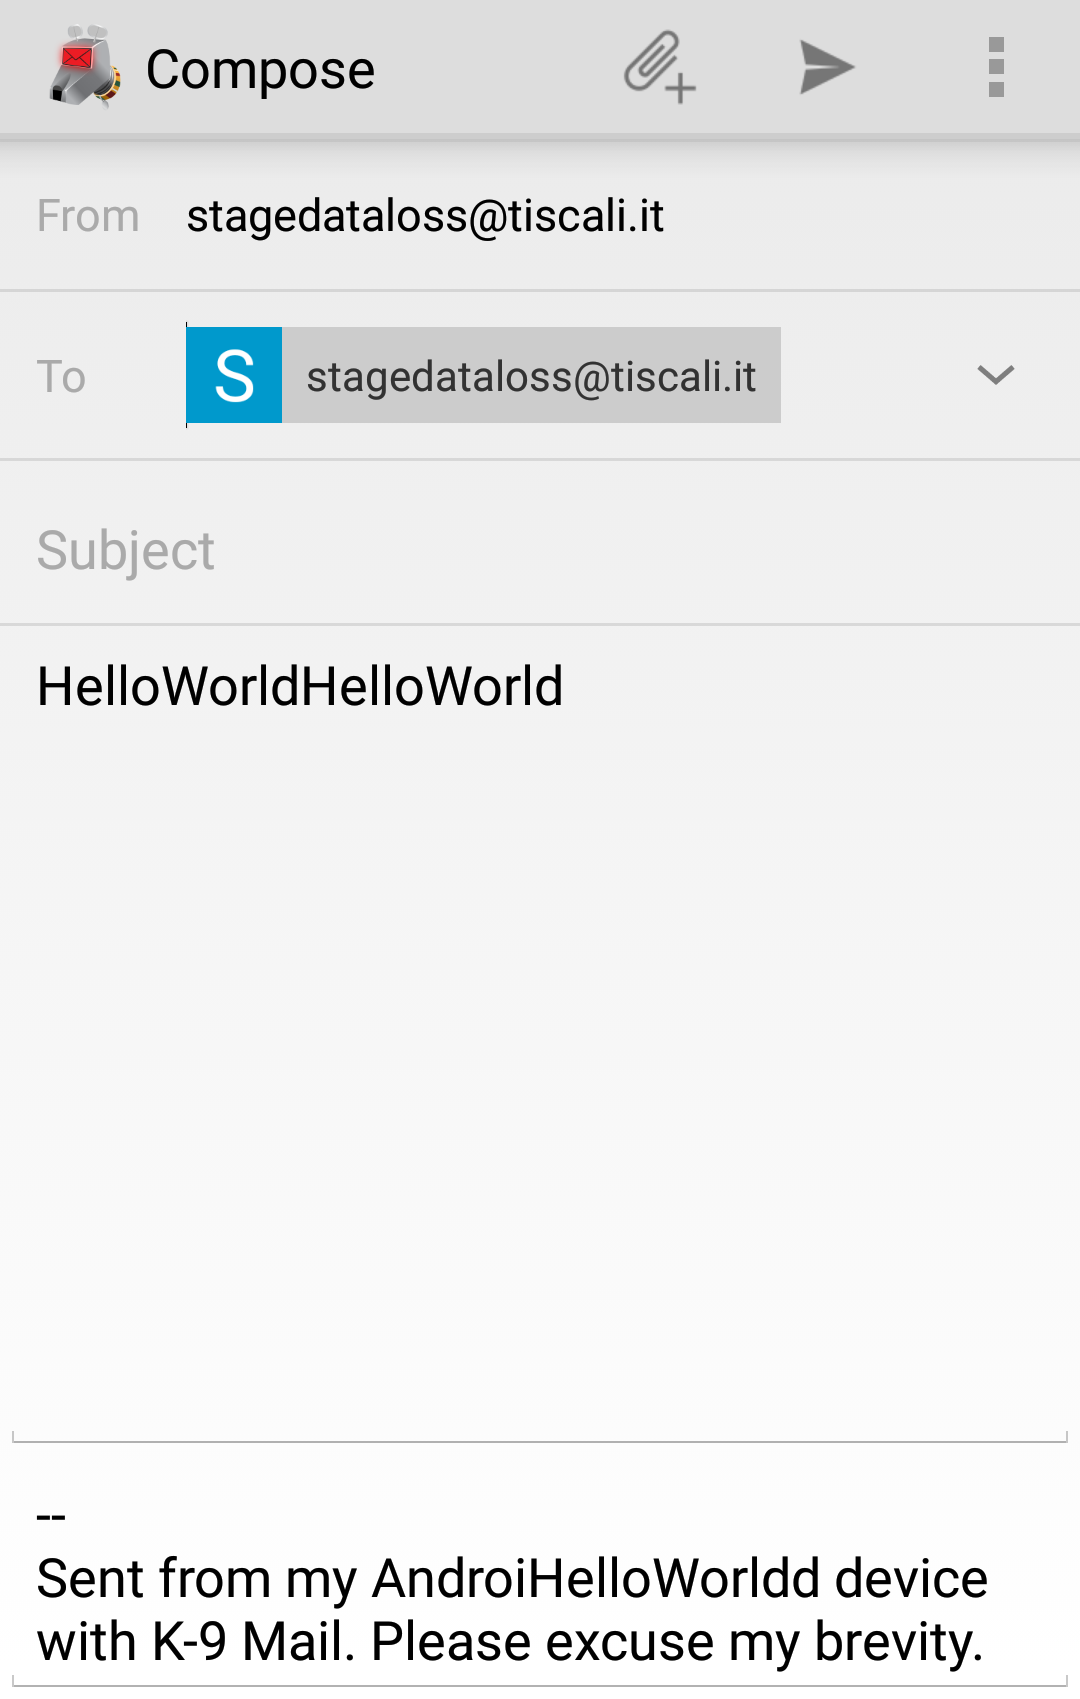 Compose
From stagedataloss@tiscali.it
To S stagedataloss@tiscali.it
Subject
HelloWorldHelloWorld
--
Sent from my AndroiHelloWorldd device
with K-9 Mail. Please excuse my brevity.